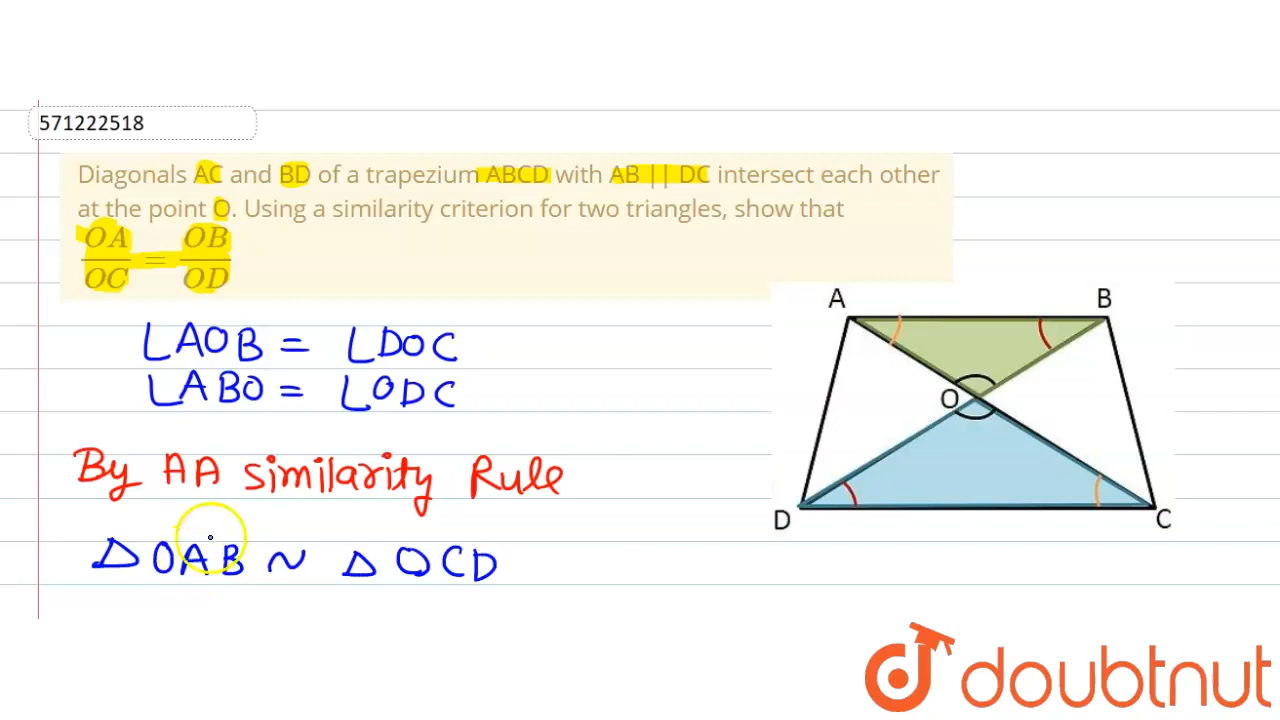 571222518
Diagonals AC and BD of a trapezium ABCD with AB || DC intersect each other
at the point O. Using a similarity criterion for two triangles, show that
OA/OC = OB/OD
∠AOB = ∠DOC
∠ABO = ∠ODC
By AA similarity Rule
△OAB ~ △OCD
A B
O
D C
doubtnut